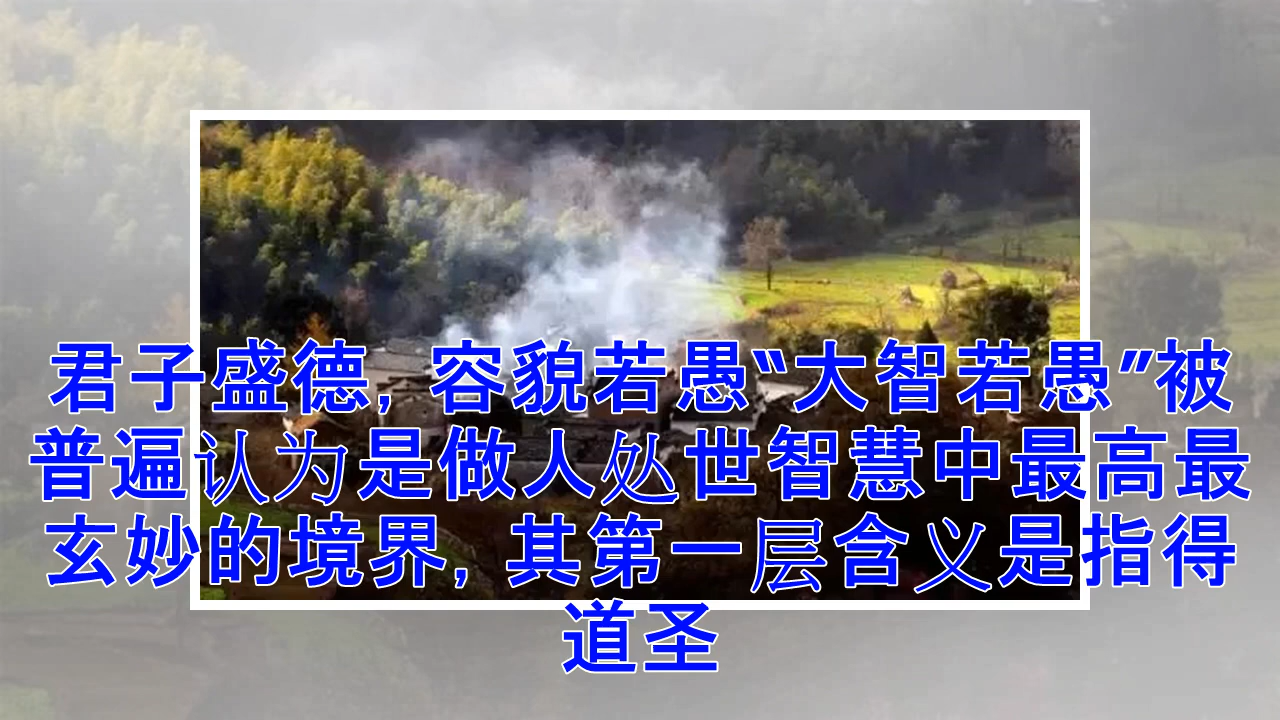 君子盛德,容貌若愚“大智若愚”被
普遍认为是做人处世智慧中最高最
玄妙的境界,其第一层含义是指得
道圣